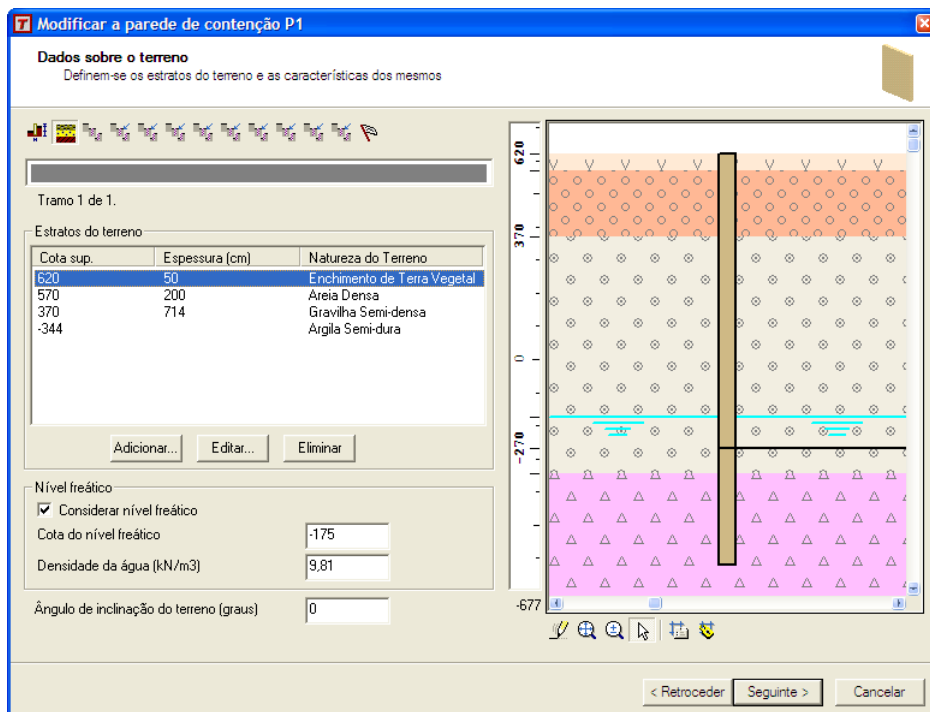 Modificar a parede de contenção P1
Dados sobre o terreno
Definem-se os estratos do terreno e as características dos mesmos
Tramo 1 de 1.
Estratos do terreno
Cota sup. Espessura (cm) Natureza do Terreno
620 50 Enchimento de Terra Vegetal
570 200 Areia Densa
370 714 Gravilha Semi-densa
-344 Argila Semi-dura
Adicionar... Editar... Eliminar
Nível freático
Considerar nível freático
Cota do nível freático -175
Densidade da água (kN/m3) 9,81
Ângulo de inclinação do terreno (graus) 0
620
370
0
-270
-677
< Retroceder Seguinte > Cancelar